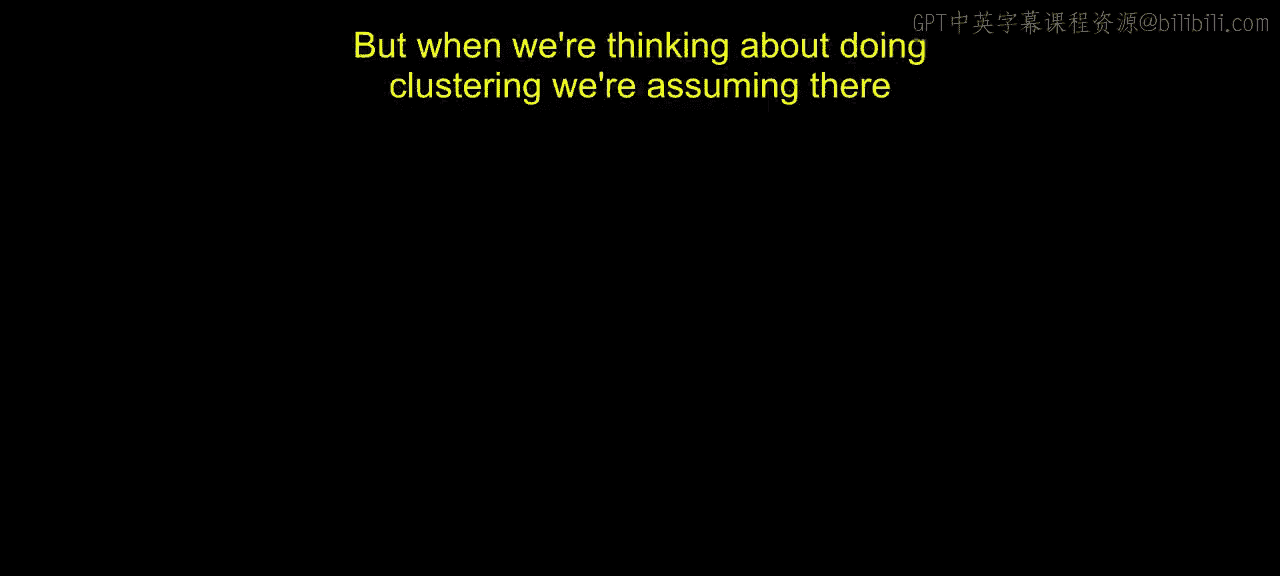 GPT中英字幕课程资源@bilibili.com
But when we're thinking about doing
clustering we're assuming there